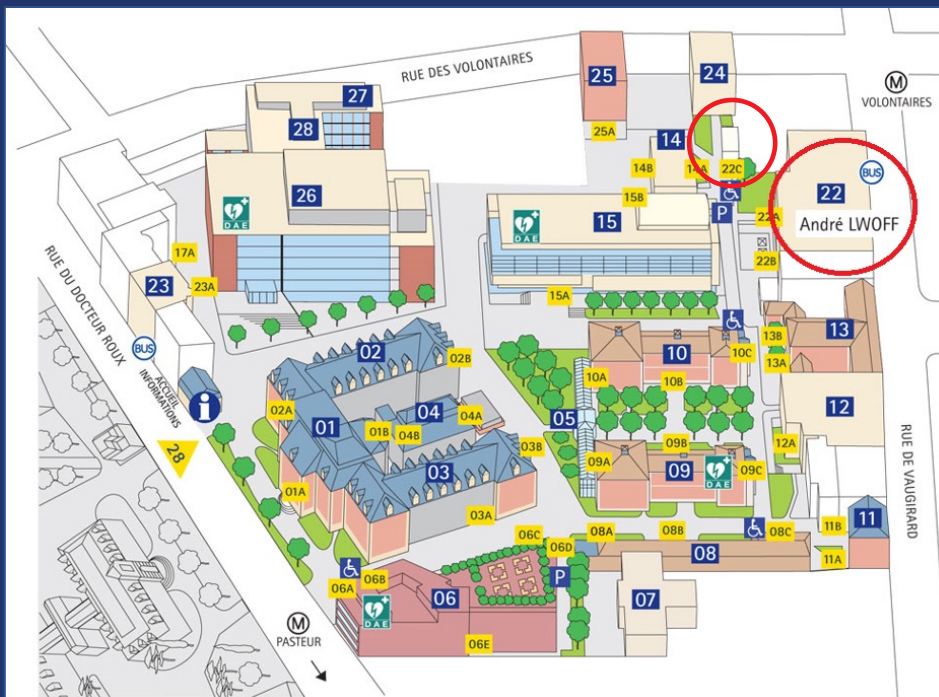 RUE DES VOLONTAIRES
25
24
M
VOLONTAIRES
27
28
25A
14
14B
14A
22C
22
BUS
André LWOFF
26
DAE
15B
15
DAE
P
22A
22B
17A
23
23A
15A
RUE DU DOCTEUR ROUX
BUS
ACCUEIL
INFORMATIONS
i
28
02
02B
10
10C
13B
13
13A
10A
10B
02A
01
01B
04
04B
04A
05
12
12A
03B
03
09A
09B
09
DAE
09C
01A
03A
RUE DE VAUGIRARD
06C
06D
08A
08B
08C
08
11B
11
11A
06A
06B
06
DAE
P
07
06E
M
PASTEUR